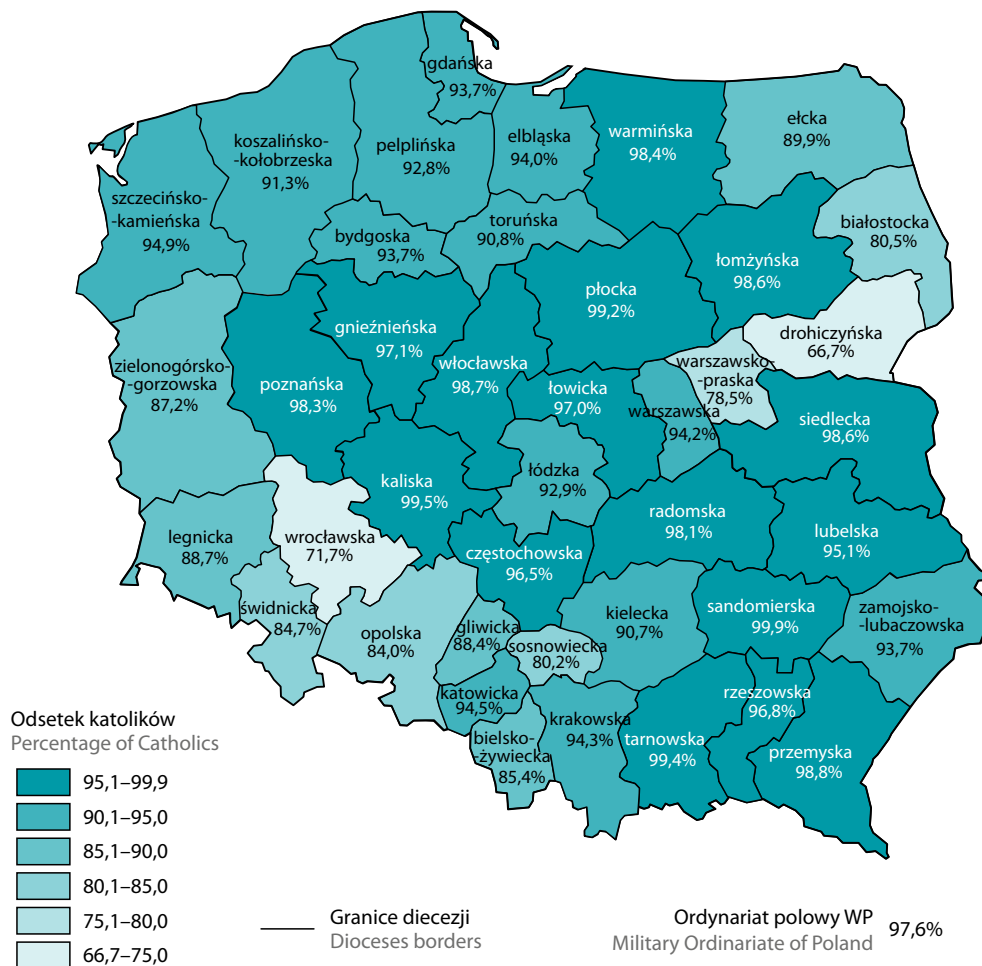 gdańska
93,7%
koszalińsko-
-kołobrzeska
91,3%
pelplińska
92,8%
elbląska
94,0%
warmińska
98,4%
ełcka
89,9%
szczecińsko-
-kamieńska
94,9%
bydgoska
93,7%
toruńska
90,8%
białostocka
80,5%
łomżyńska
98,6%
płocka
99,2%
gnieźnieńska
97,1%
drohiczyńska
66,7%
zielonogórsko-
-gorzowska
87,2%
poznańska
98,3%
włocławska
98,7%
łowicka
97,0%
warszawsko-
-praska
78,5%
warszawska
94,2%
siedlecka
98,6%
kaliska
99,5%
łódzka
92,9%
radomska
98,1%
lubelska
95,1%
legnicka
88,7%
wrocławska
71,7%
częstochowska
96,5%
świdnicka
84,7%
opolska
84,0%
gliwicka
88,4%
sosnowiecka
80,2%
kielecka
90,7%
sandomierska
99,9%
zamojsko-
-lubaczowska
93,7%
katowicka
94,5%
bielsko-
-żywiecka
85,4%
krakowska
94,3%
tarnowska
99,4%
rzeszowska
96,8%
przemyska
98,8%
Odsetek katolików
Percentage of Catholics
95,1–99,9
90,1–95,0
85,1–90,0
80,1–85,0
75,1–80,0
66,7–75,0
Granice diecezji
Dioceses borders
Ordynariat polowy WP
Military Ordinariate of Poland
97,6%